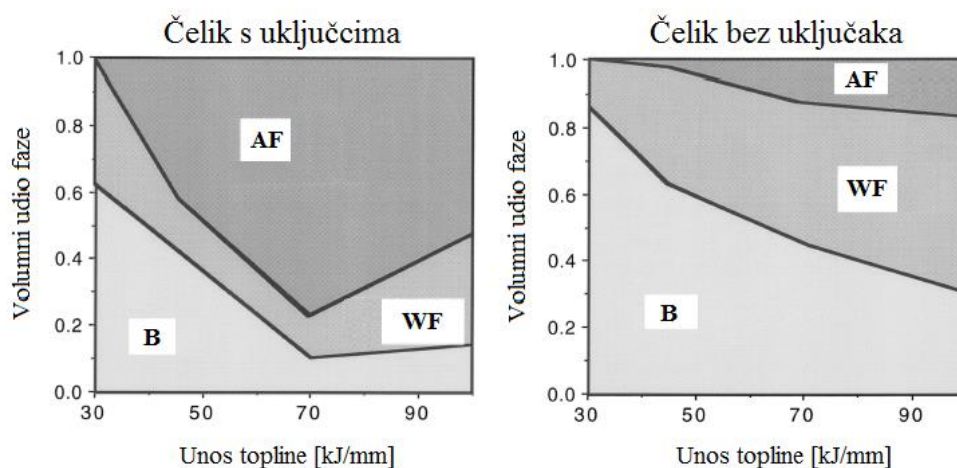 Čelik s uključcima
1.0
0.8
0.6
0.4
0.2
0.0
Volumni udio faze
AF
WF
B
30
50
70
90
Unos topline [kJ/mm]
Čelik bez uključaka
1.0
0.8
0.6
0.4
0.2
0.0
Volumni udio faze
AF
WF
B
30
50
70
90
Unos topline [kJ/mm]